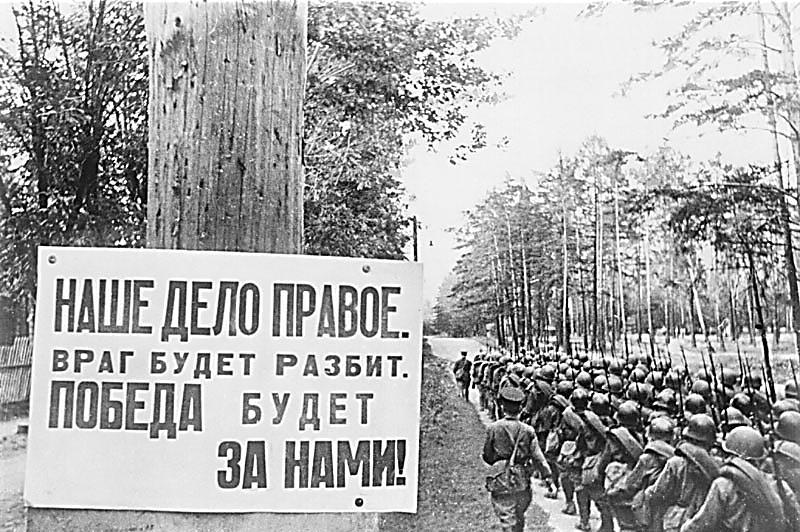 НАШЕ ДЕЛО ПРАВОЕ.
ВРАГ БУДЕТ РАЗБИТ.
ПОБЕДА БУДЕТ
ЗА НАМИ!